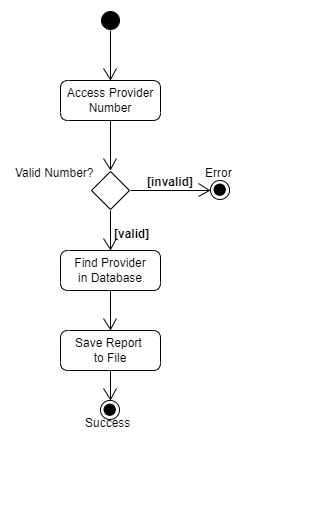 Access Provider
Number
Valid Number?
[invalid]
Error
[valid]
Find Provider
in Database
Save Report
to File
Success